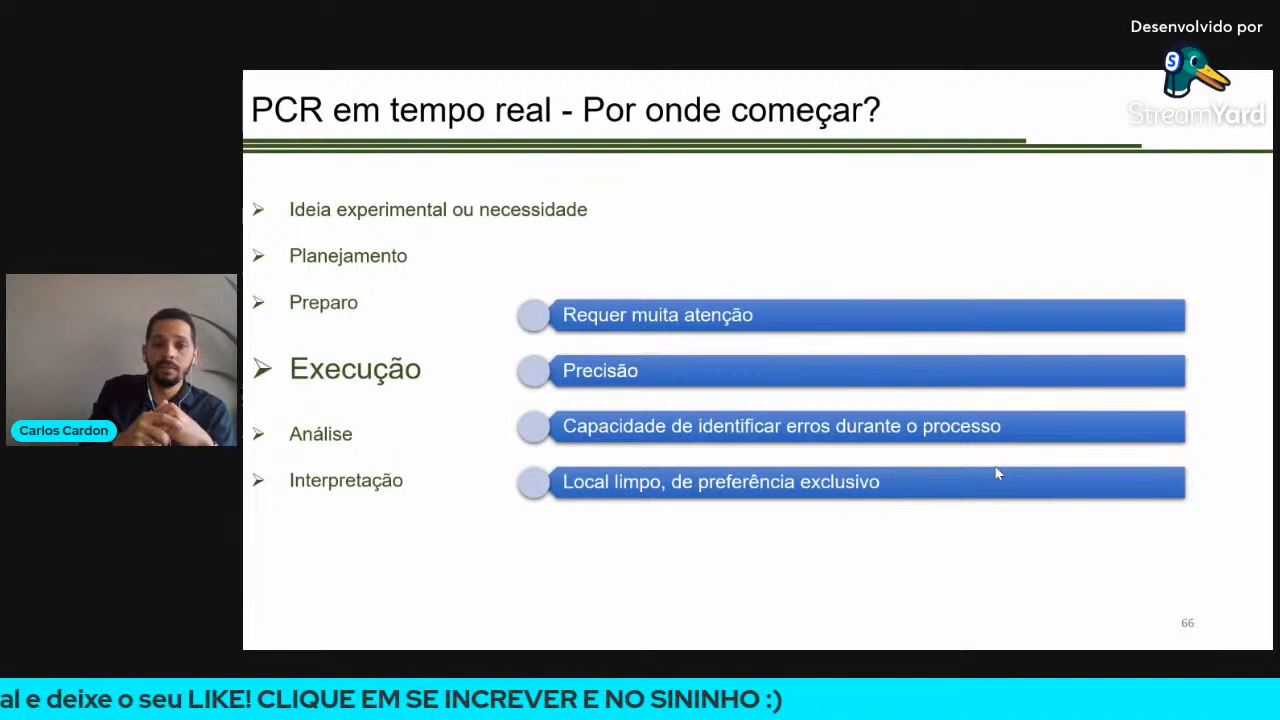 Desenvolvido por
S
StreamYard
PCR em tempo real - Por onde começar?
Ideia experimental ou necessidade
Planejamento
Preparo
Execução
Análise
Interpretação
Requer muita atenção
Precisão
Capacidade de identificar erros durante o processo
Local limpo, de preferência exclusivo
Carlos Cardon
66
al e deixe o seu LIKE! CLIQUE EM SE INCREVER E NO SININHO :)